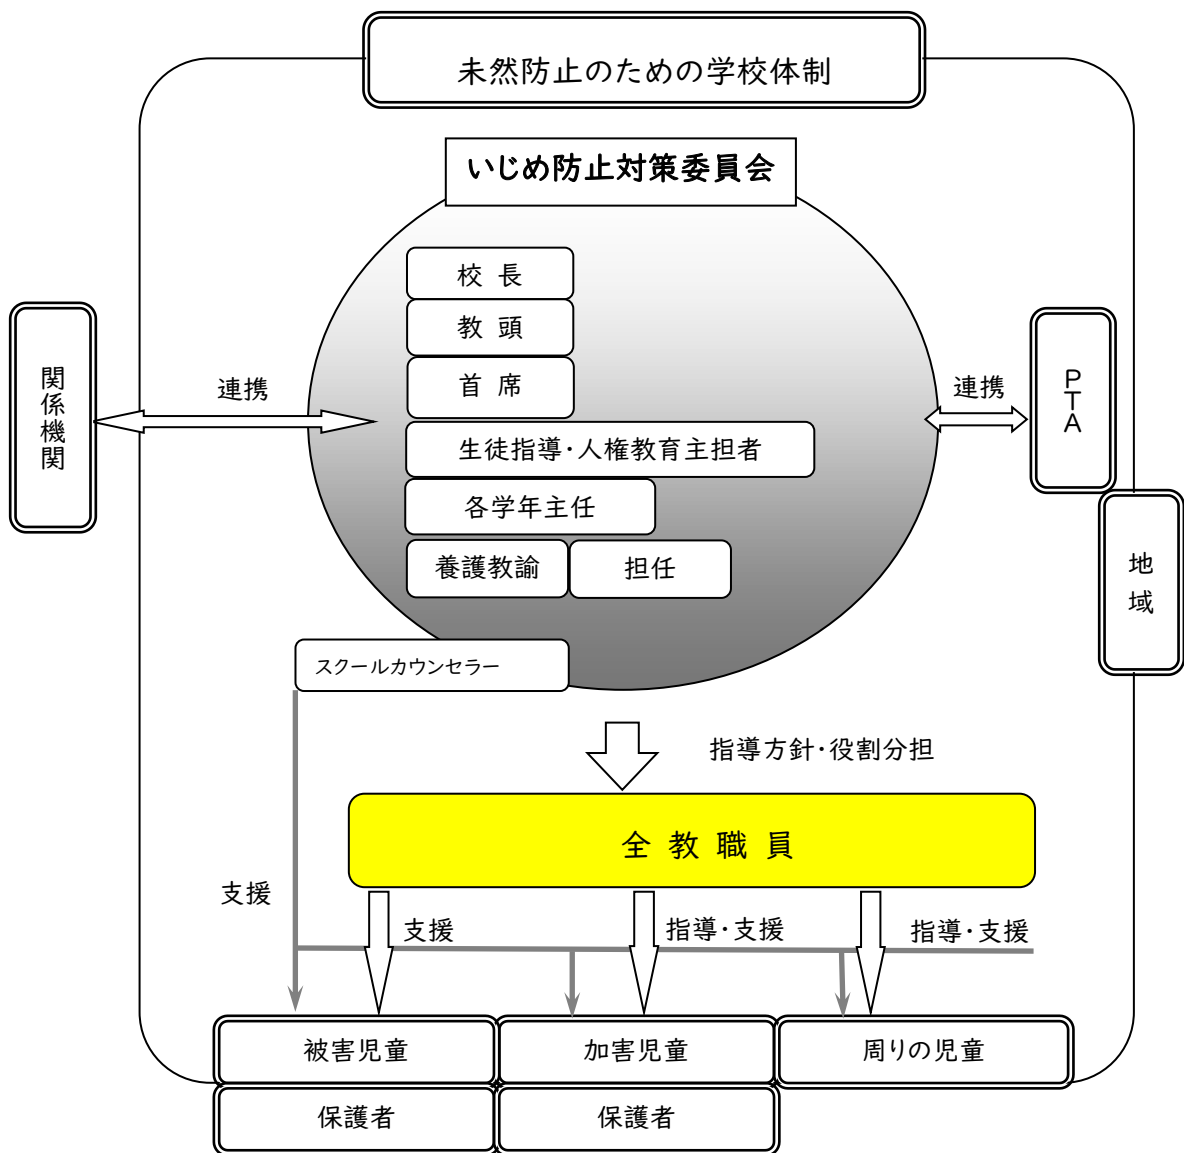 未然防止のための学校体制
いじめ防止対策委員会
校 長
教 頭
首 席
生徒指導・人権教育主担者
各学年主任
養護教諭
担任
スクールカウンセラー
関係機関
連携
連携
PTA
地域
指導方針・役割分担
全 教 職 員
支援
支援
指導・支援
指導・支援
被害児童
加害児童
周りの児童
保護者
保護者